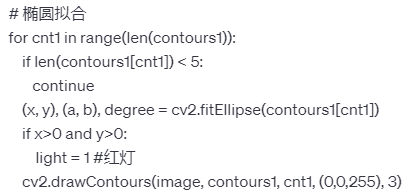 # 椭圆拟合
for cnt1 in range(len(contours1)):
    if len(contours1[cnt1]) < 5:
        continue
    (x, y), (a, b), degree = cv2.fitEllipse(contours1[cnt1])
    if x>0 and y>0:
        light = 1 #红灯
    cv2.drawContours(image, contours1, cnt1, (0,0,255), 3)